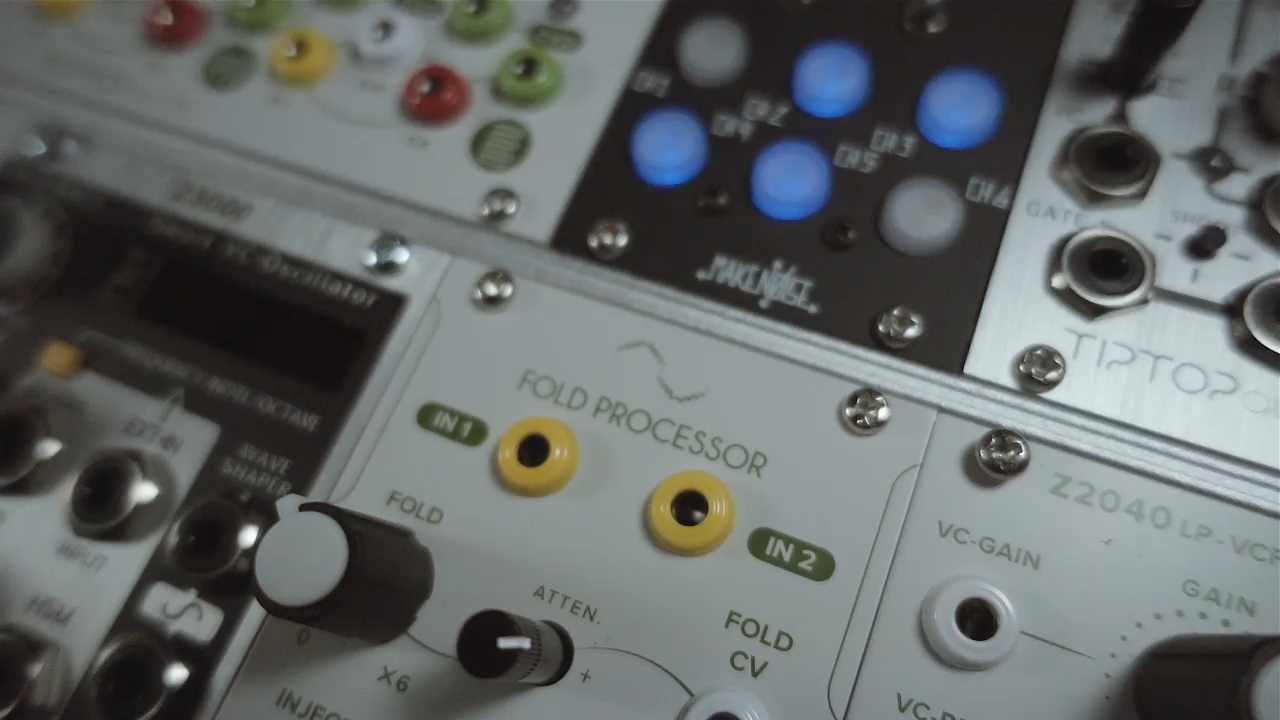 CH1
CH2
CH3
CH4
CH5
CH6
MAKENOISE
GATE
TIPTOP
Z3000
Smart VC-Oscillator
EXT-IN
WAVE
SHAPER
INPUT
FOLD PROCESSOR
IN 1
IN 2
FOLD
0
X6
ATTEN.
+
FOLD
CV
Z2040 LP-VCF
VC-GAIN
GAIN